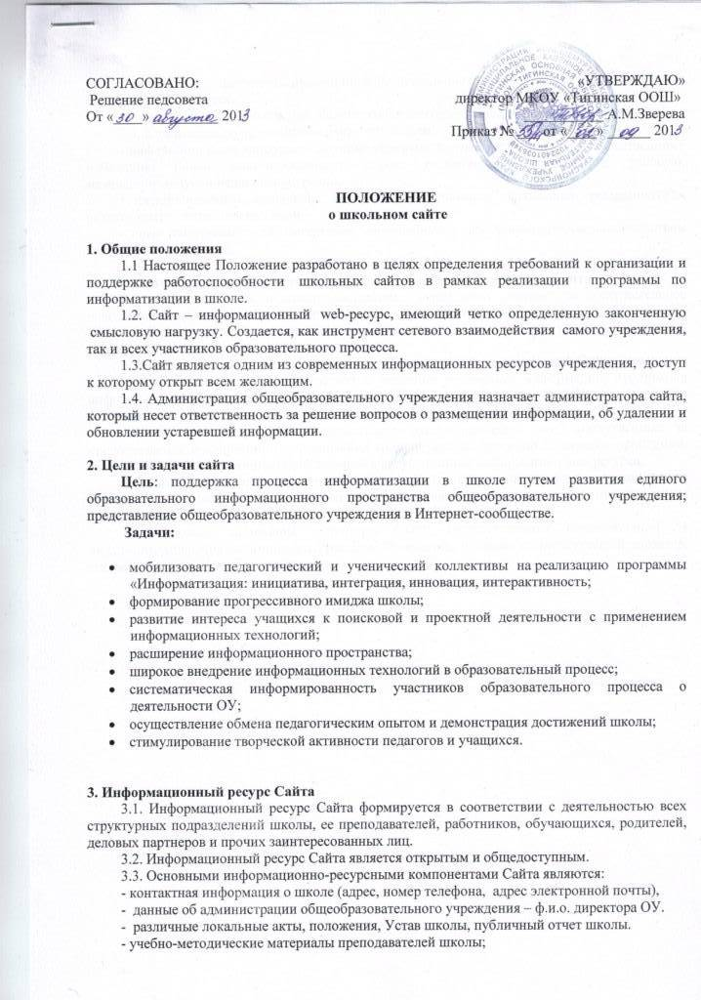 СОГЛАСОВАНО:
Решение педсовета
От « 30 » августа 2013
«УТВЕРЖДАЮ»
директор МКОУ «Тигинская ООШ»
А.М.Зверева
Приказ № от « » 09 2013
ПОЛОЖЕНИЕ
о школьном сайте
1. Общие положения
1.1 Настоящее Положение разработано в целях определения требований к организации и
поддержке работоспособности школьных сайтов в рамках реализации программы по
информатизации в школе.
1.2. Сайт – информационный web-ресурс, имеющий четко определенную законченную
смысловую нагрузку. Создается, как инструмент сетевого взаимодействия самого учреждения,
так и всех участников образовательного процесса.
1.3.Сайт является одним из современных информационных ресурсов учреждения, доступ
к которому открыт всем желающим.
1.4. Администрация общеобразовательного учреждения назначает администратора сайта,
который несет ответственность за решение вопросов о размещении информации, об удалении и
обновлении устаревшей информации.
2. Цели и задачи сайта
Цель: поддержка процесса информатизации в школе путем развития единого
образовательного информационного пространства общеобразовательного учреждения;
представление общеобразовательного учреждения в Интернет-сообществе.
Задачи:
• мобилизовать педагогический и ученический коллективы на реализацию программы
«Информатизация: инициатива, интеграция, инновация, интерактивность;
• формирование прогрессивного имиджа школы;
• развитие интереса учащихся к поисковой и проектной деятельности с применением
информационных технологий;
• расширение информационного пространства;
• широкое внедрение информационных технологий в образовательный процесс;
• систематическая информированность участников образовательного процесса о
деятельности ОУ;
• осуществление обмена педагогическим опытом и демонстрация достижений школы;
• стимулирование творческой активности педагогов и учащихся.
3. Информационный ресурс Сайта
3.1. Информационный ресурс Сайта формируется в соответствии с деятельностью всех
структурных подразделений школы, ее преподавателей, работников, обучающихся, родителей,
деловых партнеров и прочих заинтересованных лиц.
3.2. Информационный ресурс Сайта является открытым и общедоступным.
3.3. Основными информационно-ресурсными компонентами Сайта являются:
- контактная информация о школе (адрес, номер телефона, адрес электронной почты),
- данные об администрации общеобразовательного учреждения – ф.и.о. директора ОУ.
- различные локальные акты, положения, Устав школы, публичный отчет школы.
- учебно-методические материалы преподавателей школы;